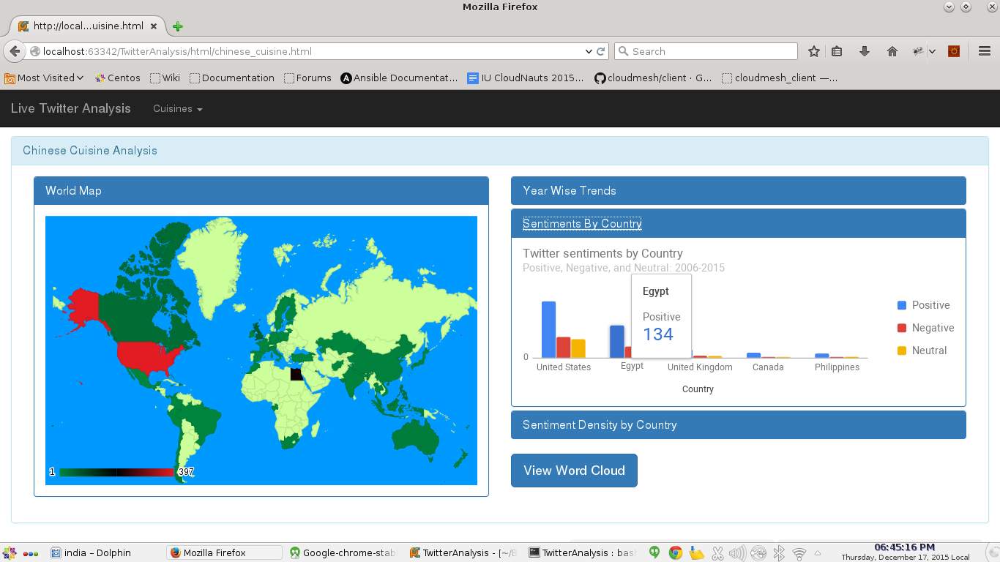 Mozilla Firefox
http://local...uisine.html
localhost:63342/TwitterAnalysis/html/chinese_cuisine.html
Search
Most Visited Centos Wiki Documentation Forums Ansible Documentat... IU CloudNauts 2015... cloudmesh/client · G... cloudmesh_client —...
Live Twitter Analysis Cuisines
Chinese Cuisine Analysis
World Map
1 397
Year Wise Trends
Sentiments By Country
Twitter sentiments by Country
Positive, Negative, and Neutral: 2006-2015
Egypt
Positive
134
Positive
Negative
Neutral
0
United States Egypt United Kingdom Canada Philippines
Country
Sentiment Density by Country
View Word Cloud
india – Dolphin Mozilla Firefox Google-chrome-stab TwitterAnalysis - [~/B TwitterAnalysis : bash
06:45:16 PM
Thursday, December 17, 2015 Local